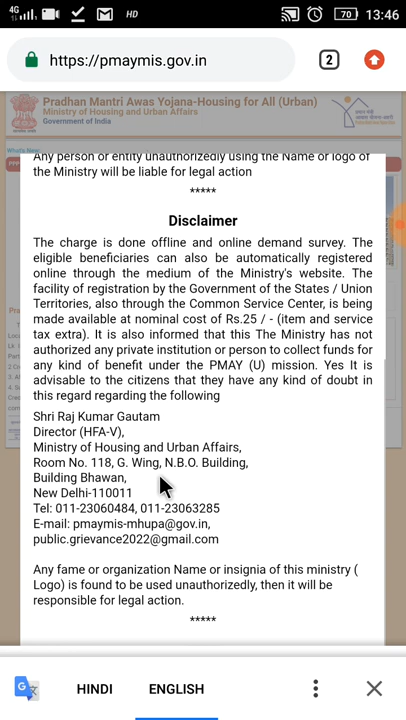 4G HD 70 13:46
https://pmaymis.gov.in 2
Pradhan Mantri Awas Yojana-Housing for All (Urban)
Ministry of Housing and Urban Affairs
Government of India
What's New
Any person or entity unauthorizedly using the Name or logo of
the Ministry will be liable for legal action
*****
Disclaimer
The charge is done offline and online demand survey. The
eligible beneficiaries can also be automatically registered
online through the medium of the Ministry's website. The
facility of registration by the Government of the States / Union
Territories, also through the Common Service Center, is being
made available at nominal cost of Rs.25 / - (item and service
tax extra). It is also informed that this The Ministry has not
authorized any private institution or person to collect funds for
any kind of benefit under the PMAY (U) mission. Yes It is
advisable to the citizens that they have any kind of doubt in
this regard regarding the following
Shri Raj Kumar Gautam
Director (HFA-V),
Ministry of Housing and Urban Affairs,
Room No. 118, G. Wing, N.B.O. Building,
Building Bhawan,
New Delhi-110011
Tel: 011-23060484, 011-23063285
E-mail: pmaymis-mhupa@gov.in,
public.grievance2022@gmail.com
Any fame or organization Name or insignia of this ministry (
Logo) is found to be used unauthorizedly, then it will be
responsible for legal action.
*****
HINDI ENGLISH